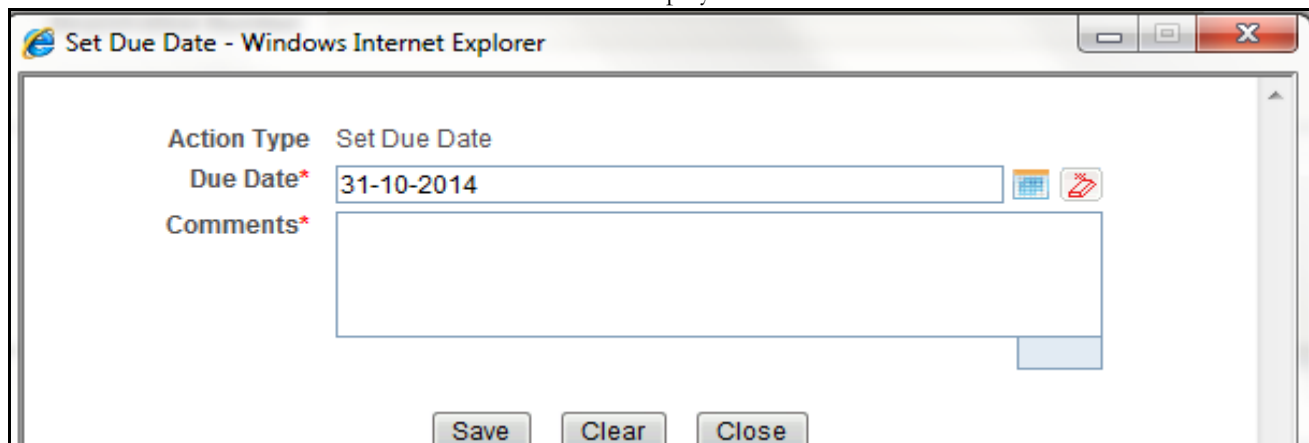 Set Due Date - Windows Internet Explorer
Action Type Set Due Date
Due Date* 31-10-2014
Comments*
Save Clear Close